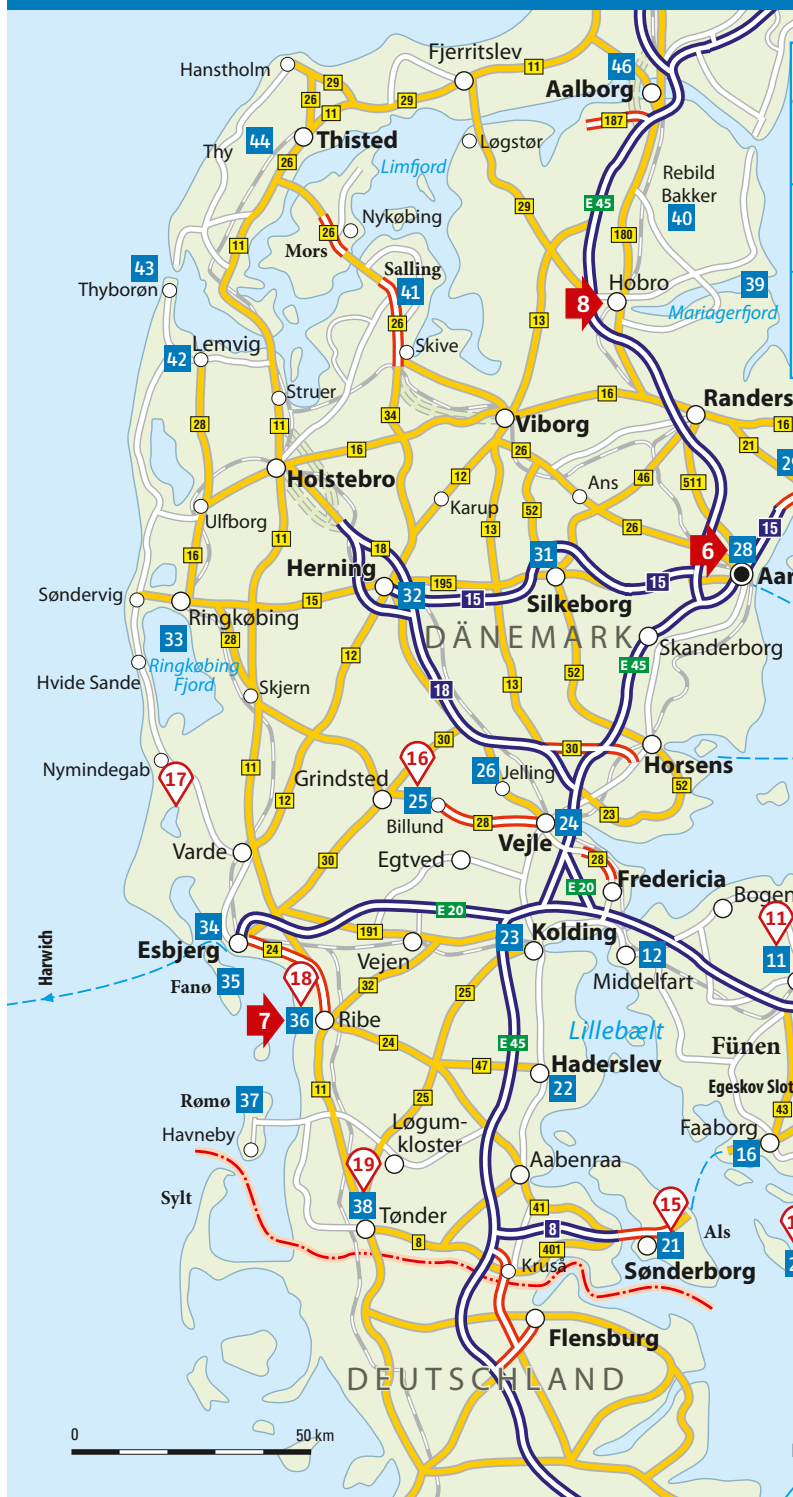 Hanstholm
Fjerritslev
11
46
29
Aalborg
26
29
11
187
44
Thisted
Løgstør
Thy
26
Limfjord
Rebild
Bakker
29
E 45
40
Nykøbing
26
180
11
Mors
43
Salling
41
39
Thyborøn
8
Hobro
Mariagerfjord
26
13
42
Lemvig
Skive
Struer
16
Randers
34
28
11
Viborg
16
16
21
26
12
46
511
Holstebro
Ans
Karup
Ulfborg
52
26
15
11
13
6
28
18
31
16
Herning
195
15
Aar
32
15
Silkeborg
Søndervig
15
Ringkøbing
DÄNEMARK
33
28
Skanderborg
12
Ringkøbing
Fjord
E 45
52
Hvide Sande
Skjern
18
13
30
30
16
Nymindegab
17
11
26
Jelling
Horsens
Grindsted
52
12
25
Billund
28
23
24
Vejle
Varde
30
Egtved
28
Fredericia
E 20
Bogen
E 20
11
34
191
Esbjerg
23
Kolding
24
Vejen
12
11
Harwich
Fanø
35
18
32
25
Middelfart
7
36
Ribe
Lillebælt
24
E 45
Fünen
47
Haderslev
11
22
Egeskov Slot
Rømø
37
25
43
Løgum-
kloster
Faaborg
Havneby
16
19
Aabenraa
Sylt
38
41
15
Tønder
8
Als
8
401
21
Kruså
Sønderborg
Flensburg
DEUTSCHLAND
0
50 km